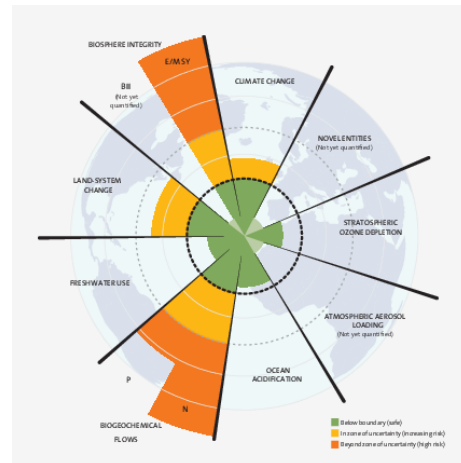 BIOSPHERE INTEGRITY
E/MSY
CLIMATE CHANGE
BII
(Not yet
quantified)
NOVEL ENTITIES
(Not yet quantified)
LAND-SYSTEM
CHANGE
STRATOSPHERIC
OZONE DEPLETION
FRESHWATER USE
ATMOSPHERIC AEROSOL
LOADING
(Not yet quantified)
P
OCEAN
ACIDIFICATION
N
BIOGEOCHEMICAL
FLOWS
Below boundary (safe)
In zone of uncertainty (increasing risk)
Beyond zone of uncertainty (high risk)